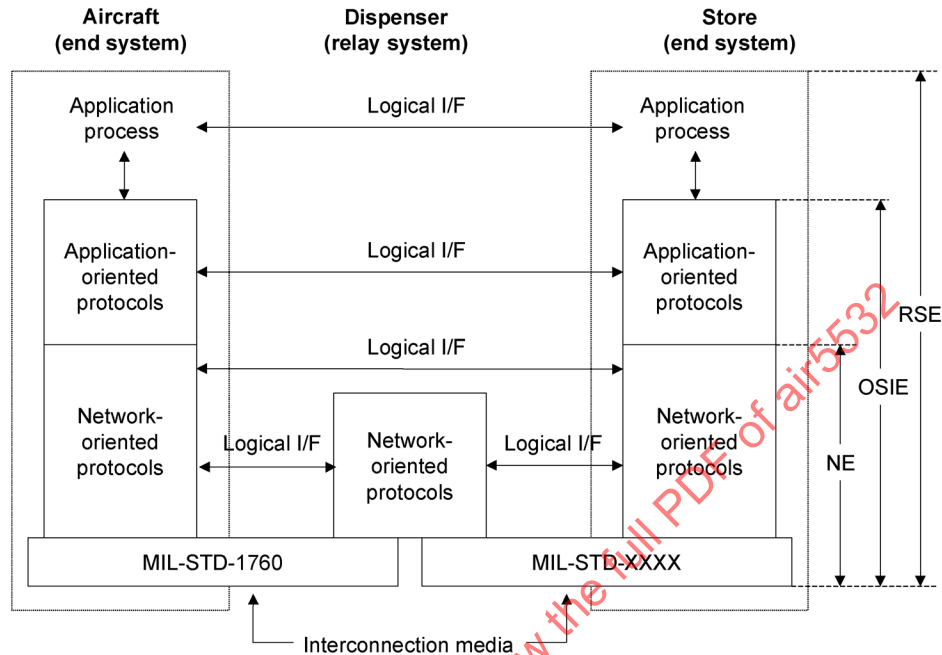 Aircraft
(end system)
Dispenser
(relay system)
Store
(end system)
Application
process
Logical I/F
Application
process
Application-
oriented
protocols
Logical I/F
Application-
oriented
protocols
RSE
Logical I/F
OSIE
Network-
oriented
protocols
Logical I/F
Network-
oriented
protocols
Logical I/F
Network-
oriented
protocols
NE
MIL-STD-1760
MIL-STD-XXXX
Interconnection media
the full PDF of air5532